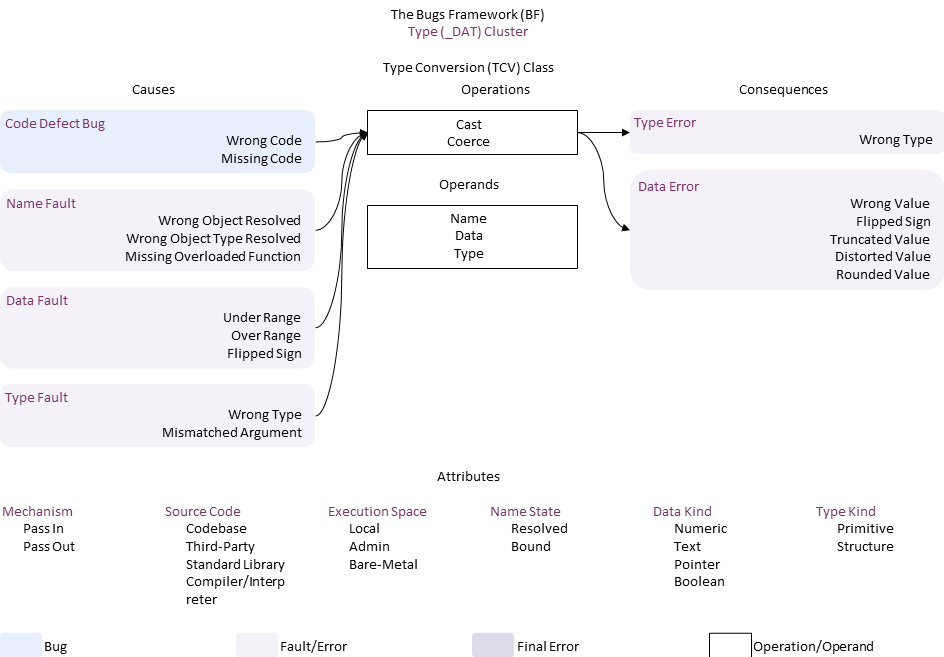 The Bugs Framework (BF)
Type (_DAT) Cluster
Type Conversion (TCV) Class
Causes
Operations
Consequences
Code Defect Bug
Wrong Code
Missing Code
Name Fault
Wrong Object Resolved
Wrong Object Type Resolved
Missing Overloaded Function
Data Fault
Under Range
Over Range
Flipped Sign
Type Fault
Wrong Type
Mismatched Argument
Cast
Coerce
Operands
Name
Data
Type
Type Error
Wrong Type
Data Error
Wrong Value
Flipped Sign
Truncated Value
Distorted Value
Rounded Value
Attributes
Mechanism
Pass In
Pass Out
Source Code
Codebase
Third-Party
Standard Library
Compiler/Interp
reter
Execution Space
Local
Admin
Bare-Metal
Name State
Resolved
Bound
Data Kind
Numeric
Text
Pointer
Boolean
Type Kind
Primitive
Structure
Bug
Fault/Error
Final Error
Operation/Operand